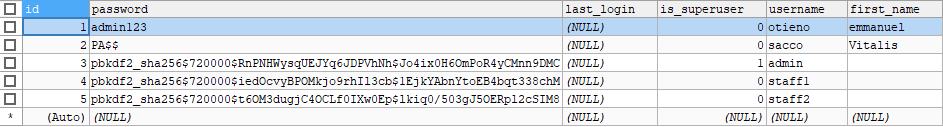 id password last_login is_superuser username first_name
1 admin123 (NULL) 0 otieno emmanuel
2 PA$$ (NULL) 0 sacco Vitalis
3 pbkdf2_sha256$720000$RnPNHWysqUEJYq6JDPVhNh$Jo4ix0H6OmPoR4yCMnn9DMC (NULL) 1 admin
4 pbkdf2_sha256$720000$iedOcvyBPOMkjo9rhIl3cb$lEjkYAbnYtoEB4bqt338chM (NULL) 0 staff1
5 pbkdf2_sha256$720000$t6OM3dugjC4OCLf0IXw0Ep$lkiq0/503gJ5OERpl2cSIM8 (NULL) 0 staff2
* (Auto) (NULL) (NULL) (NULL) (NULL) (NULL)